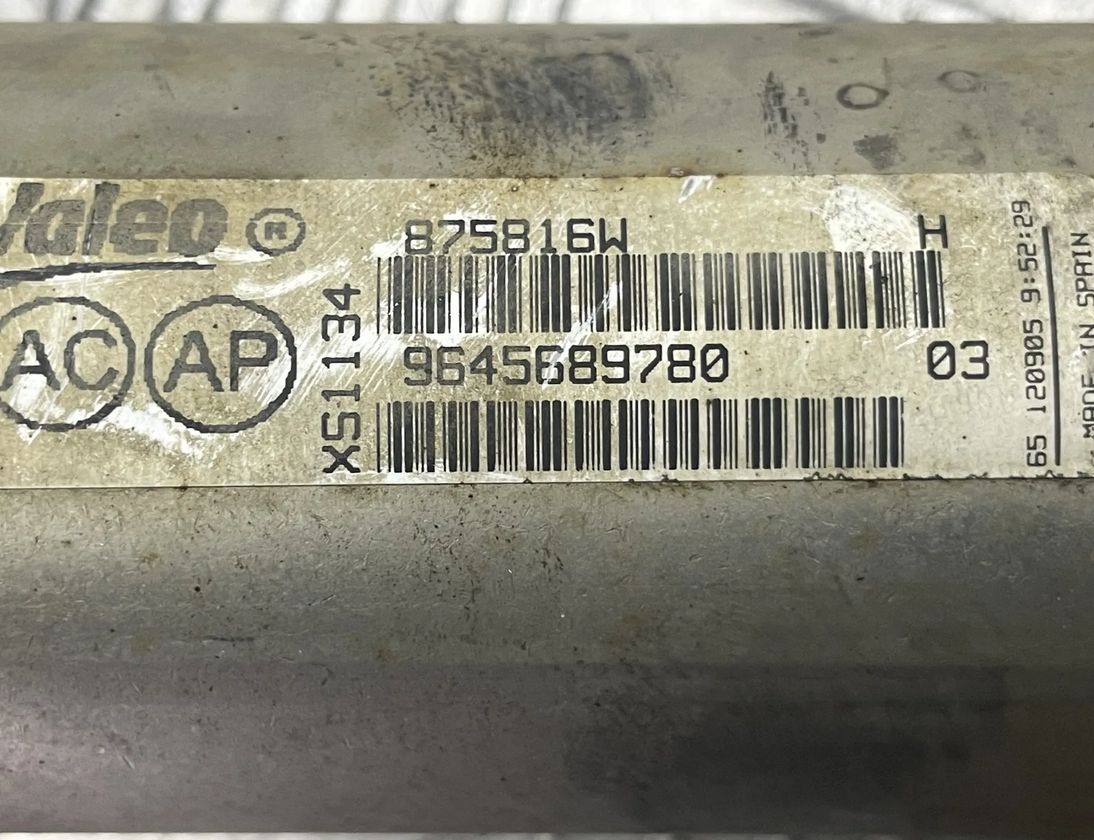 Valeo ®
AC AP
XS1134
875816W H
9645689780 03
65 120905 9:52:29
MADE IN SPAIN